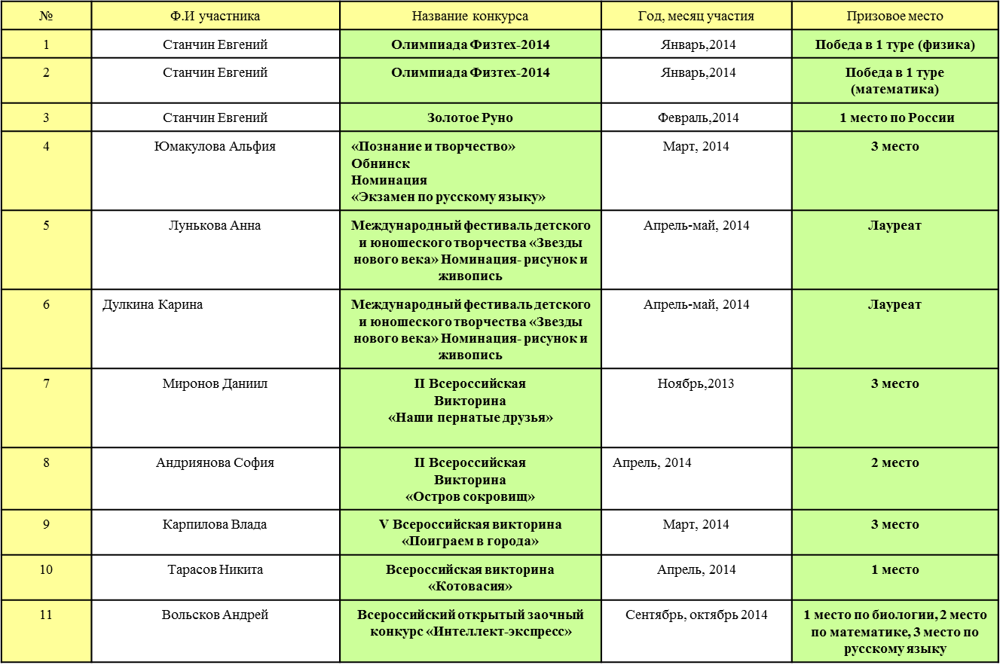 № Ф.И участника Название конкурса Год, месяц участия Призовое место
1 Станчин Евгений Олимпиада Физтех-2014 Январь,2014 Победа в 1 туре (физика)
2 Станчин Евгений Олимпиада Физтех-2014 Январь,2014 Победа в 1 туре
(математика)
3 Станчин Евгений Золотое Руно Февраль,2014 1 место по России
4 Юмакулова Альфия «Познание и творчество» Март, 2014 3 место
Обнинск
Номинация
«Экзамен по русскому языку»
5 Лунькова Анна Международный фестиваль детского Апрель-май, 2014 Лауреат
и юношеского творчества «Звезды
нового века» Номинация- рисунок и
живопись
6 Дулкина Карина Международный фестиваль детского Апрель-май, 2014 Лауреат
и юношеского творчества «Звезды
нового века» Номинация- рисунок и
живопись
7 Миронов Даниил II Всероссийская Ноябрь,2013 3 место
Викторина
«Наши пернатые друзья»
8 Андриянова София II Всероссийская Апрель, 2014 2 место
Викторина
«Остров сокровищ»
9 Карпилова Влада V Всероссийская викторина Март, 2014 3 место
«Поиграем в города»
10 Тарасов Никита Всероссийская викторина Апрель, 2014 1 место
«Котовасия»
11 Вольсков Андрей Всероссийский открытый заочный Сентябрь, октябрь 2014 1 место по биологии, 2 место
конкурс «Интеллект-экспресс» по математике, 3 место по
русскому языку